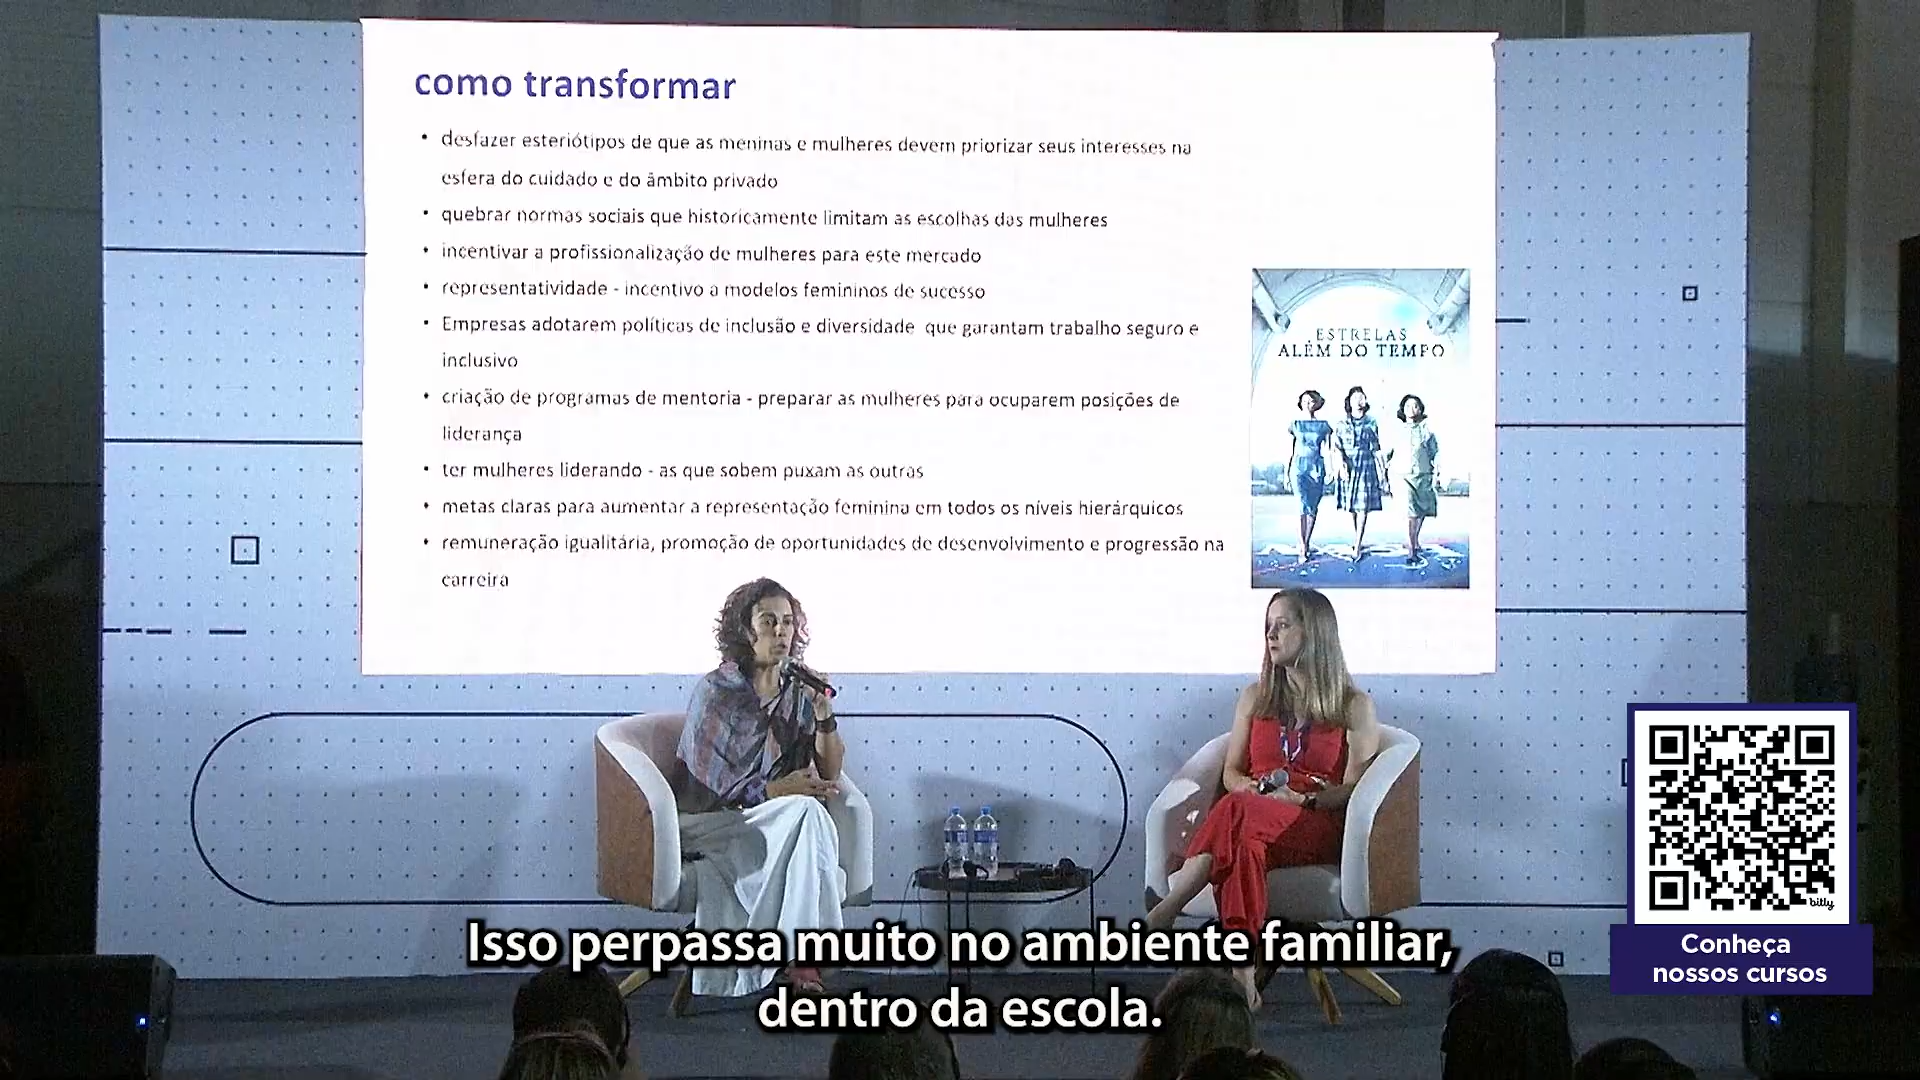 como transformar
• desfazer esteriótipos de que as meninas e mulheres devem priorizar seus interesses na
esfera do cuidado e do âmbito privado
• quebrar normas sociais que historicamente limitam as escolhas das mulheres
• incentivar a profissionalização de mulheres para este mercado
• representatividade - incentivo a modelos femininos de sucesso
• Empresas adotarem políticas de inclusão e diversidade que garantam trabalho seguro e
inclusivo
• criação de programas de mentoria - preparar as mulheres para ocuparem posições de
liderança
• ter mulheres liderando - as que sobem puxam as outras
• metas claras para aumentar a representação feminina em todos os níveis hierárquicos
• remuneração igualitária, promoção de oportunidades de desenvolvimento e progressão na
carreira
ESTRELAS
ALÉM DO TEMPO
bitly
Conheça
nossos cursos
Isso perpassa muito no ambiente familiar,
dentro da escola.